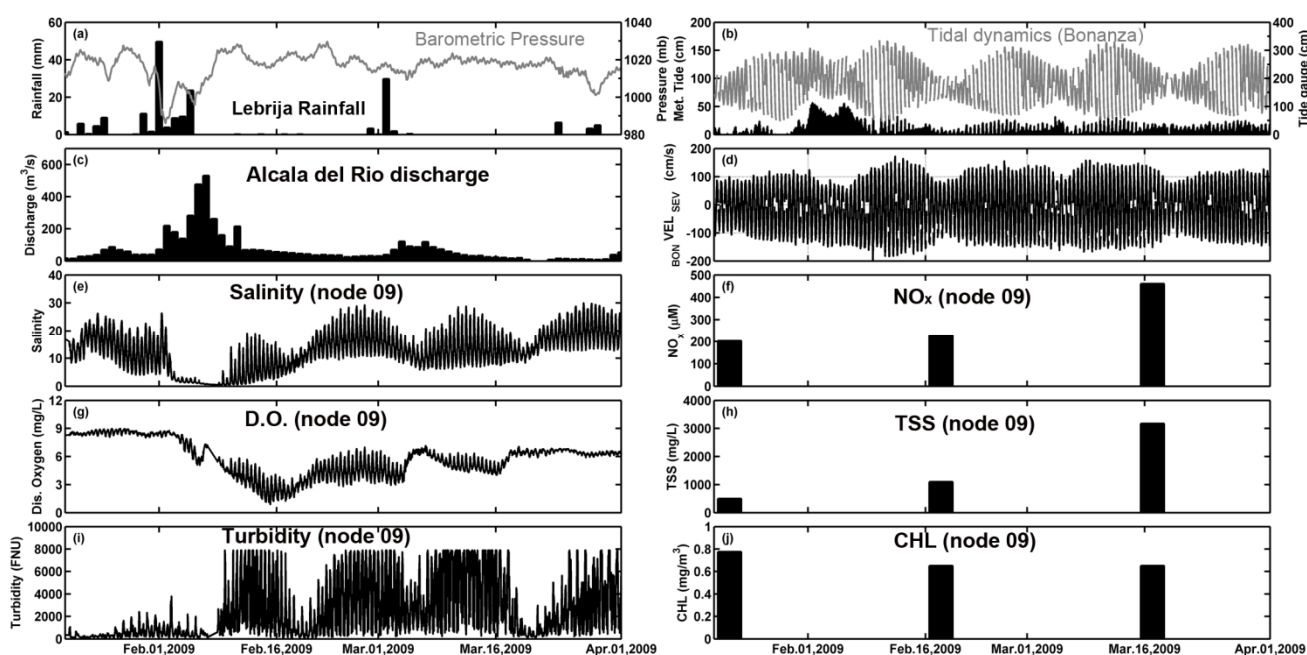 (a)
Barometric Pressure
Lebrija Rainfall
Rainfall (mm)
60
40
20
0
1040
1020
1000
980
(b)
Tidal dynamics (Bonanza)
Pressure (mb)
Met. Tide (cm)
200
150
100
50
0
400
300
200
100
0
Tide gauge (cm)
(c)
Alcala del Rio discharge
Discharge (m³/s)
600
400
200
0
(d)
BON VEL SEV (cm/s)
200
100
0
-100
-200
(e)
Salinity (node 09)
Salinity
40
30
20
10
0
(f)
NOx (node 09)
NOx (μM)
500
400
300
200
100
0
(g)
D.O. (node 09)
Dis. Oxygen (mg/L)
12
9
6
3
0
(h)
TSS (node 09)
TSS (mg/L)
4000
3000
2000
1000
0
(i)
Turbidity (node 09)
Turbidity (FNU)
10000
8000
6000
4000
2000
0
Feb.01,2009 Feb.16,2009 Mar.01,2009 Mar.16,2009 Apr.01,2009
(j)
CHL (node 09)
CHL (mg/m³)
1
0.8
0.6
0.4
0.2
0
Feb.01,2009 Feb.16,2009 Mar.01,2009 Mar.16,2009 Apr.01,2009